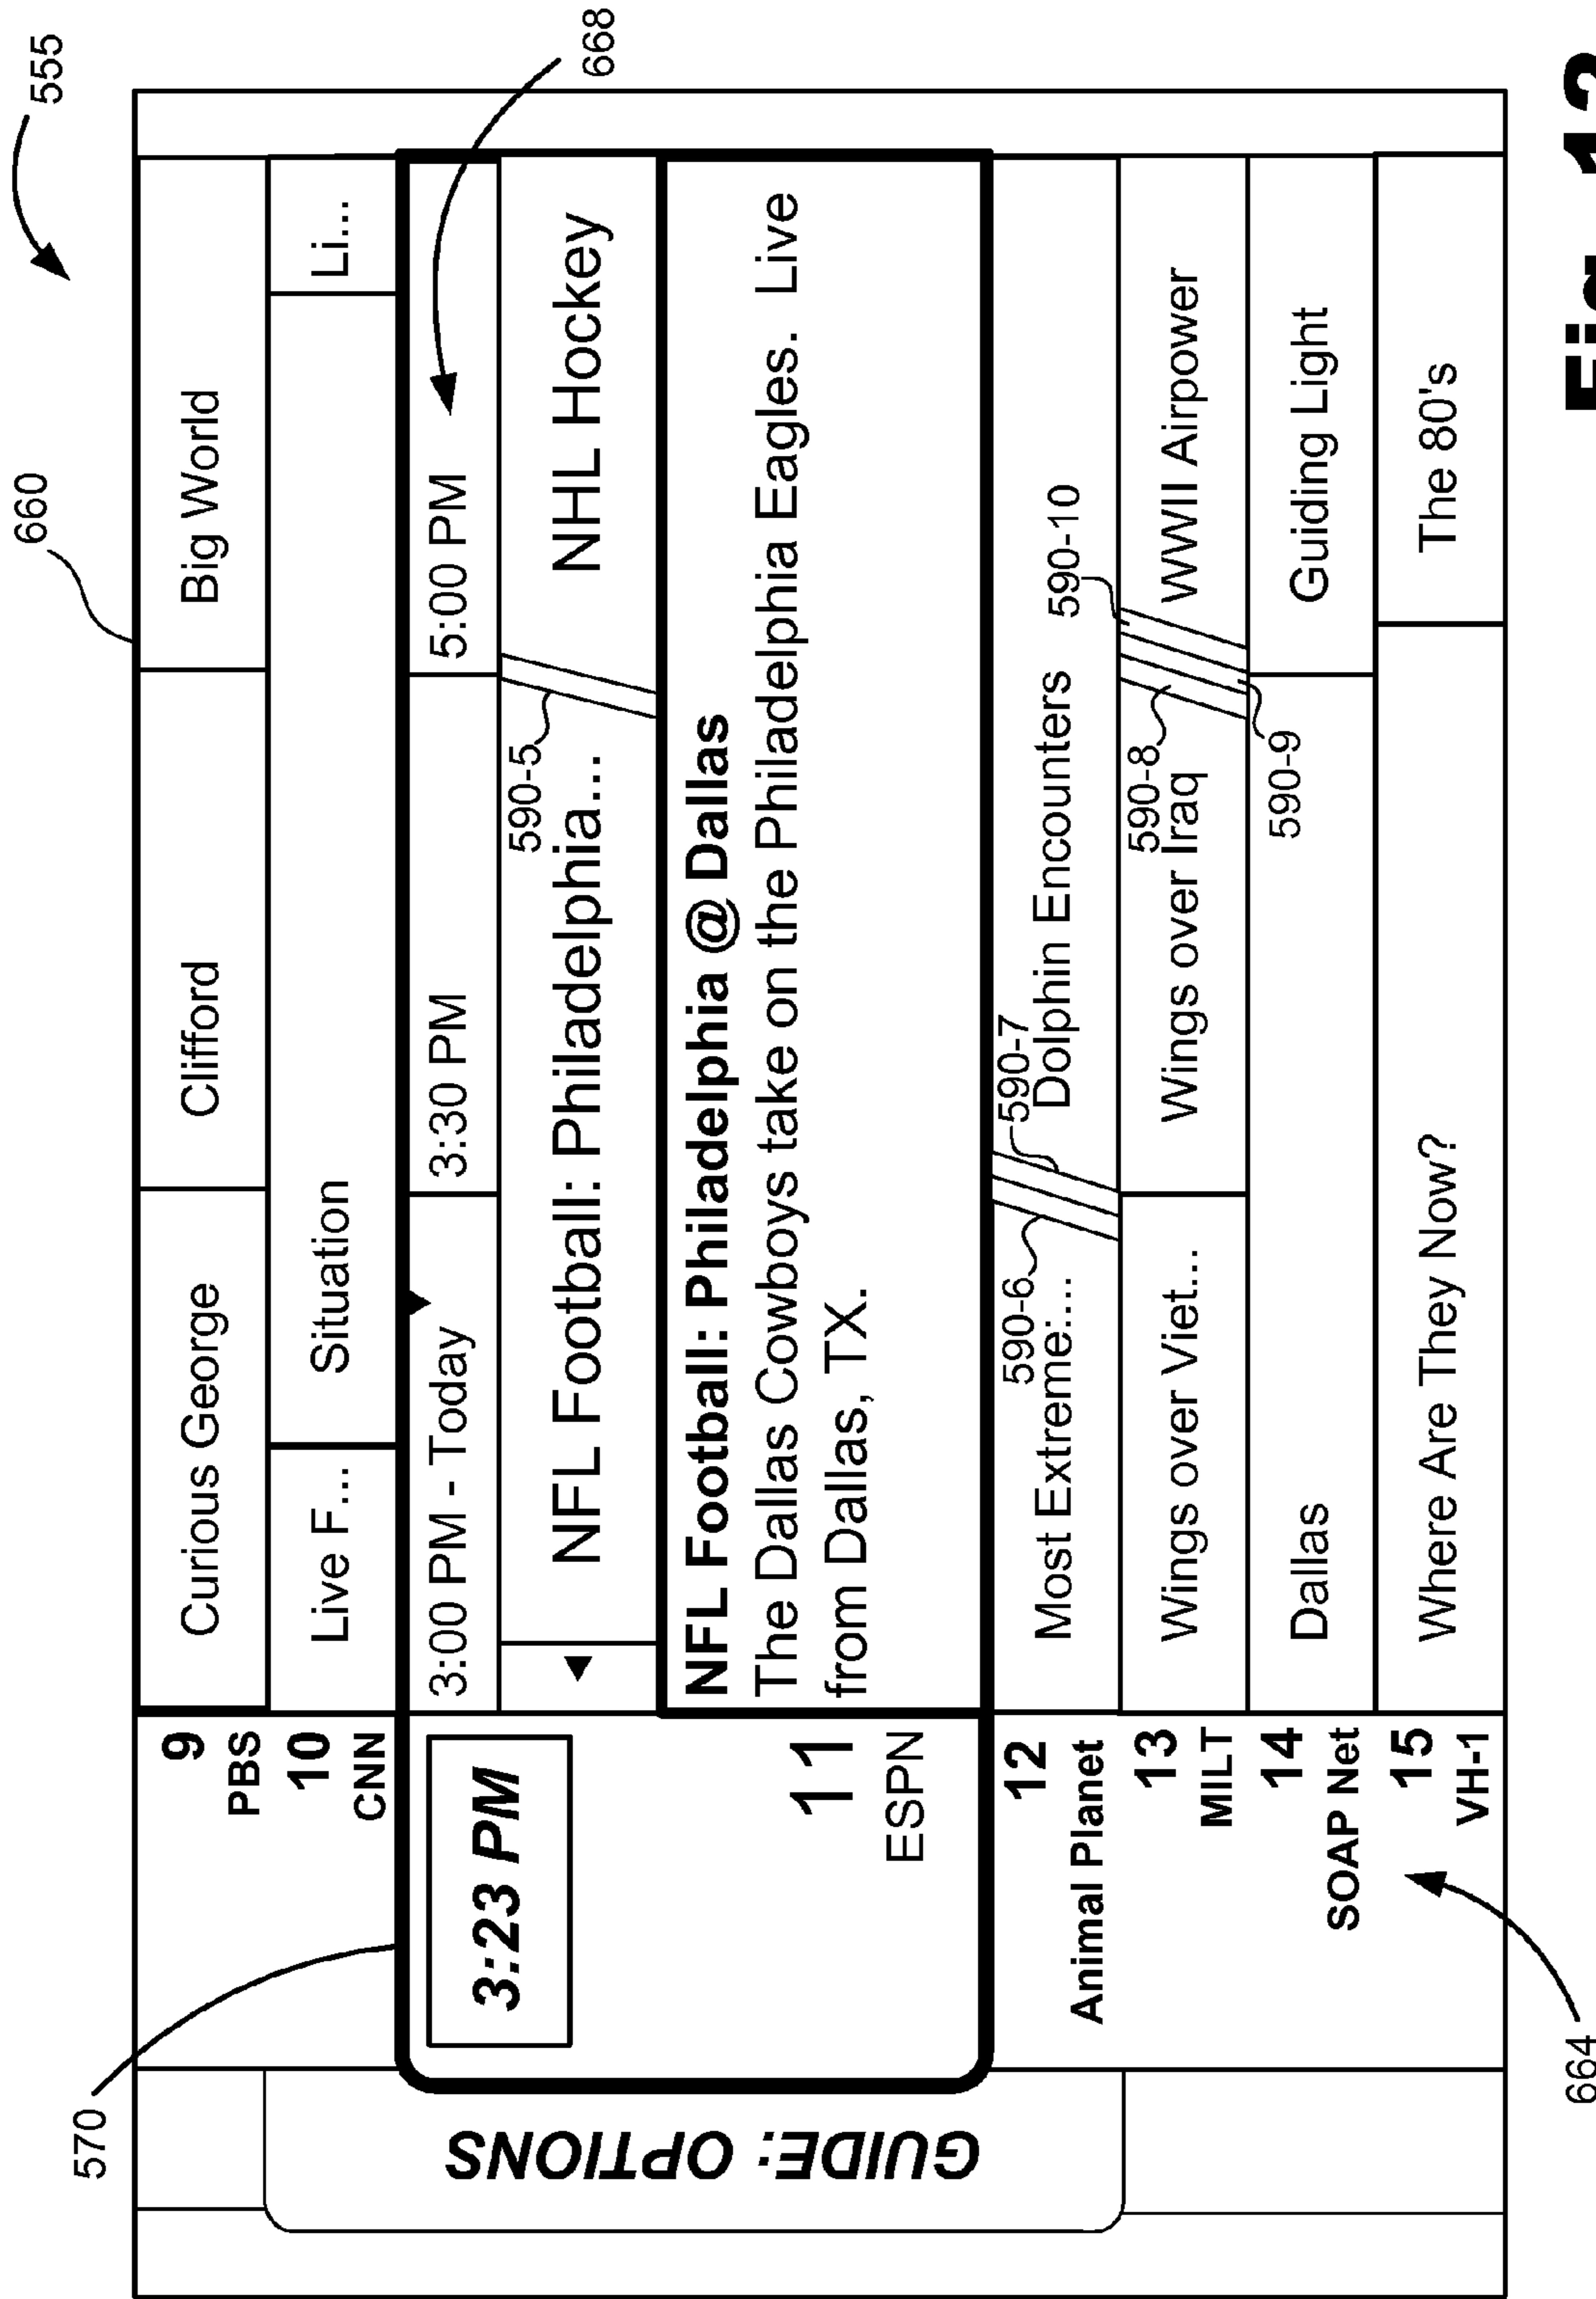 555
660
570
668
GUIDE: OPTIONS
9
PBS
Curious George
Clifford
Big World
10
CNN
Live F...
Situation
Li...
3:23 PM
3:00 PM - Today
3:30 PM
5:00 PM
NFL Football: Philadelphia...
590-5
NHL Hockey
11
ESPN
NFL Football: Philadelphia @ Dallas
The Dallas Cowboys take on the Philadelphia Eagles. Live
from Dallas, TX.
12
Animal Planet
590-6
590-7
Most Extreme:...
Dolphin Encounters
590-10
13
MILT
590-8
Wings over Viet...
Wings over Iraq
WWII Airpower
14
SOAP Net
590-9
Dallas
Guiding Light
15
VH-1
Where Are They Now?
The 80's
664